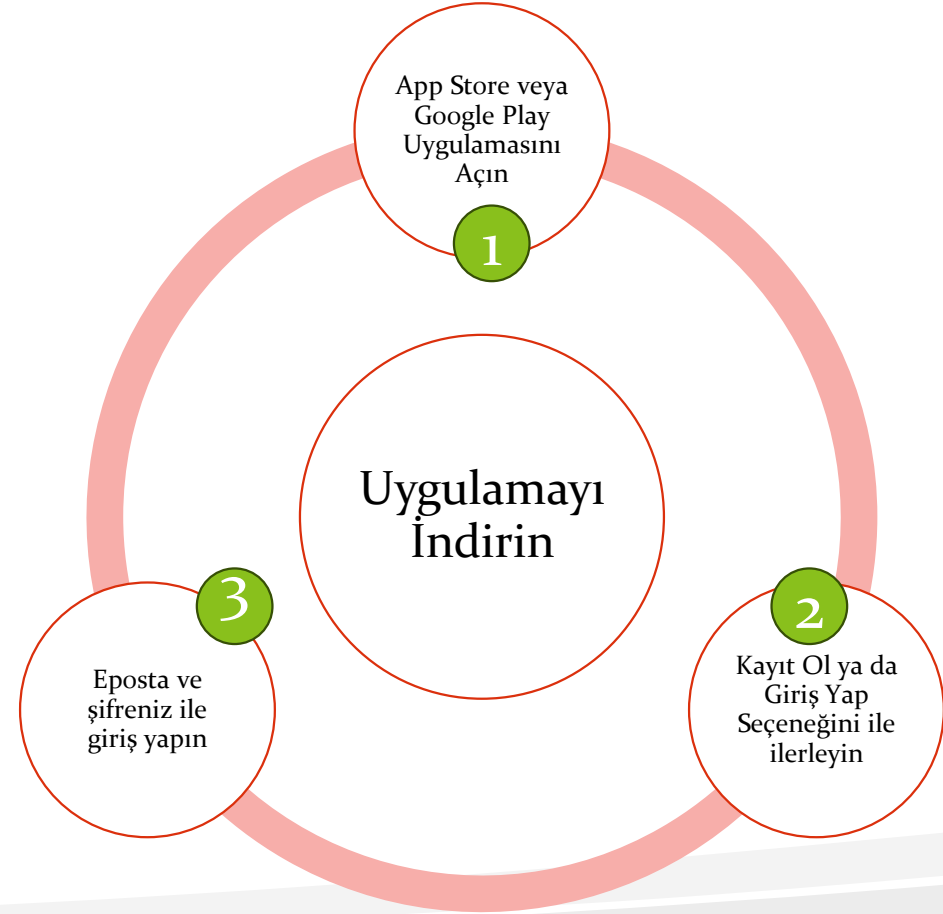 App Store veya
Google Play
Uygulamasını
Açın
1
Uygulamayı
İndirin
2
Kayıt Ol ya da
Giriş Yap
Seçeneğini ile
ilerleyin
3
Eposta ve
şifreniz ile
giriş yapın